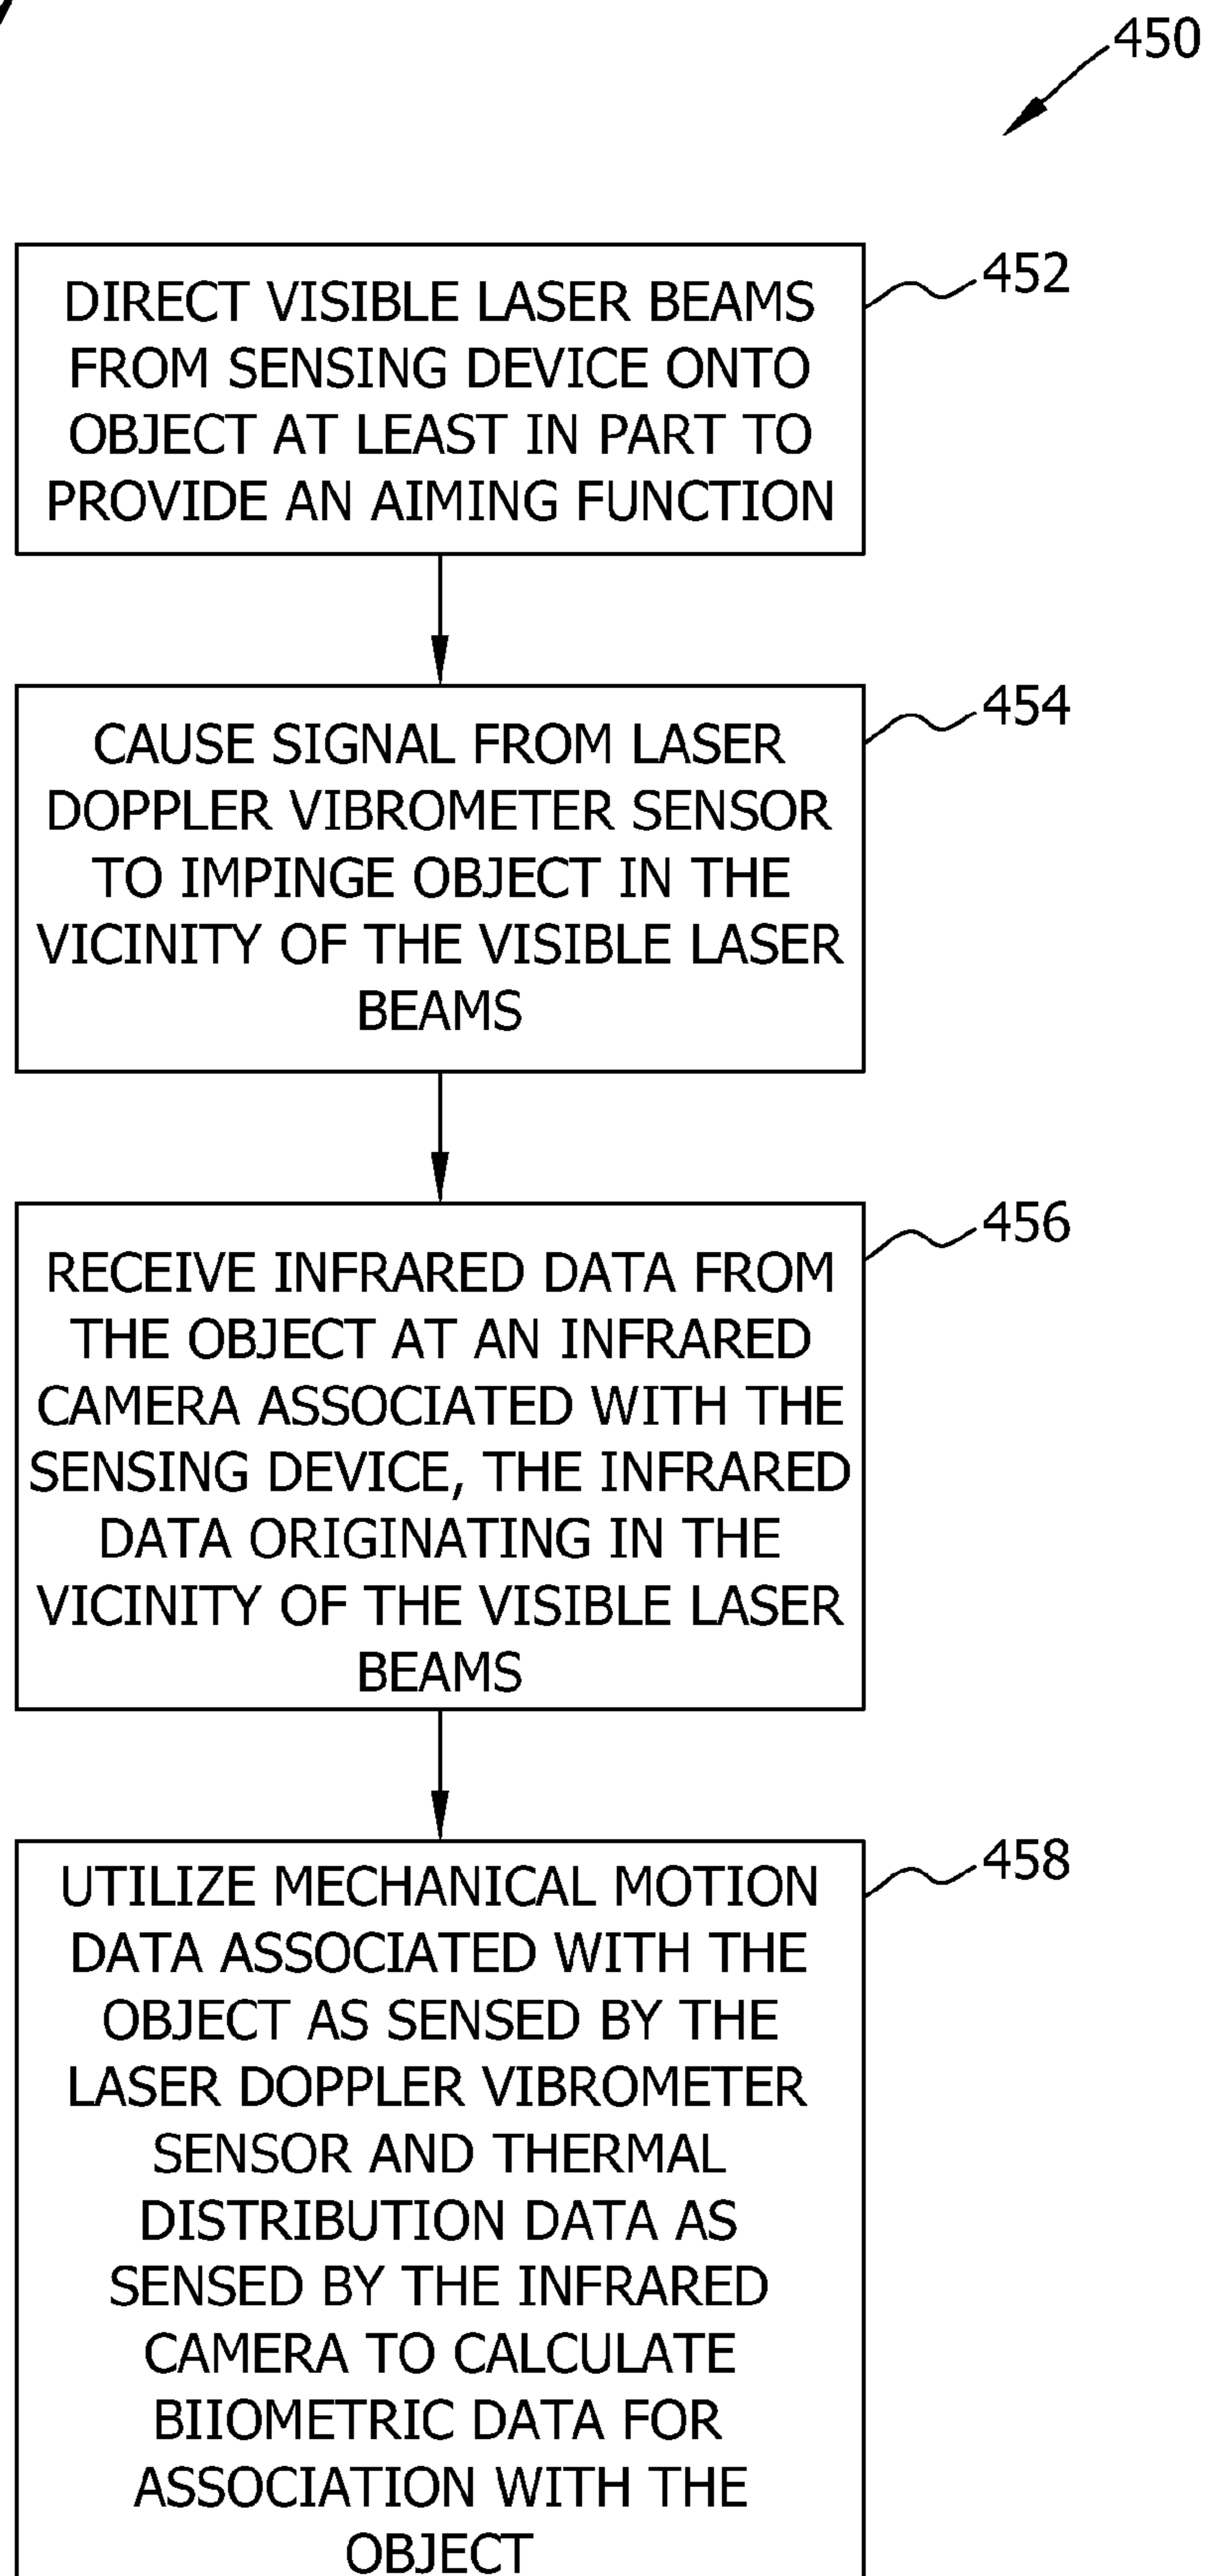 450
DIRECT VISIBLE LASER BEAMS
FROM SENSING DEVICE ONTO
OBJECT AT LEAST IN PART TO
PROVIDE AN AIMING FUNCTION
452
CAUSE SIGNAL FROM LASER
DOPPLER VIBROMETER SENSOR
TO IMPINGE OBJECT IN THE
VICINITY OF THE VISIBLE LASER
BEAMS
454
RECEIVE INFRARED DATA FROM
THE OBJECT AT AN INFRARED
CAMERA ASSOCIATED WITH THE
SENSING DEVICE, THE INFRARED
DATA ORIGINATING IN THE
VICINITY OF THE VISIBLE LASER
BEAMS
456
UTILIZE MECHANICAL MOTION
DATA ASSOCIATED WITH THE
OBJECT AS SENSED BY THE
LASER DOPPLER VIBROMETER
SENSOR AND THERMAL
DISTRIBUTION DATA AS
SENSED BY THE INFRARED
CAMERA TO CALCULATE
BIIOMETRIC DATA FOR
ASSOCIATION WITH THE
OBJECT
458